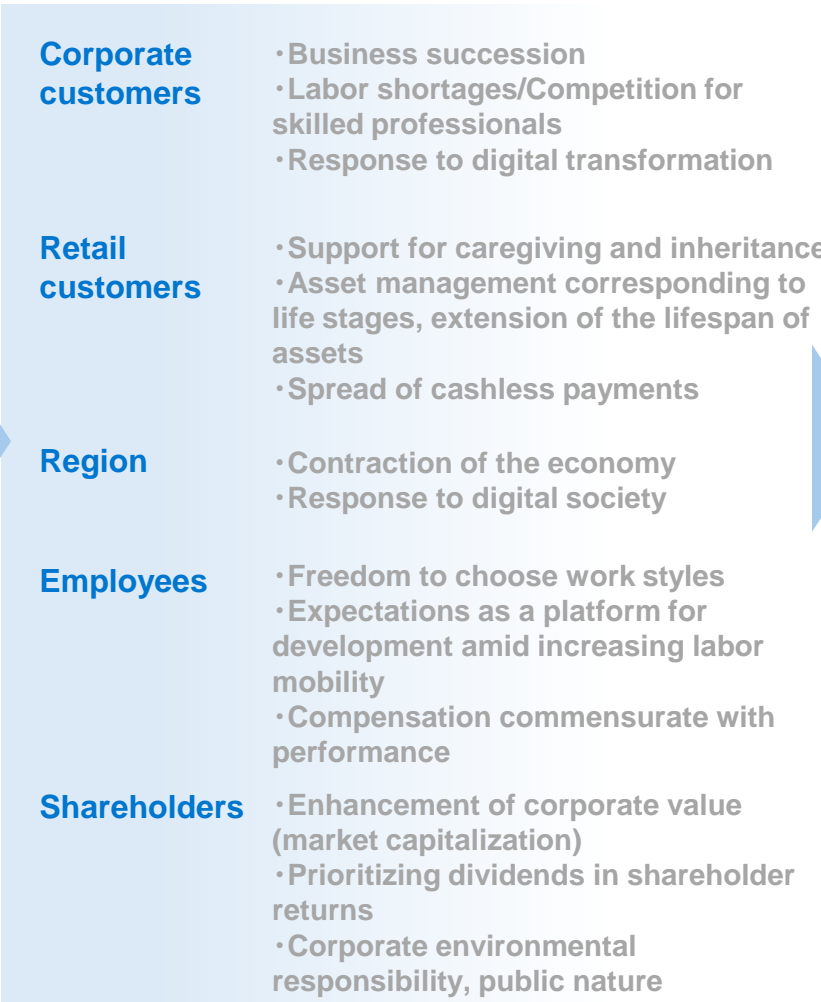 Corporate customers
・Business succession
・Labor shortages/Competition for
skilled professionals
・Response to digital transformation
Retail customers
・Support for caregiving and inheritance
・Asset management corresponding to
life stages, extension of the lifespan of
assets
・Spread of cashless payments
Region
・Contraction of the economy
・Response to digital society
Employees
・Freedom to choose work styles
・Expectations as a platform for
development amid increasing labor
mobility
・Compensation commensurate with
performance
Shareholders
・Enhancement of corporate value
(market capitalization)
・Prioritizing dividends in shareholder
returns
・Corporate environmental
responsibility, public nature